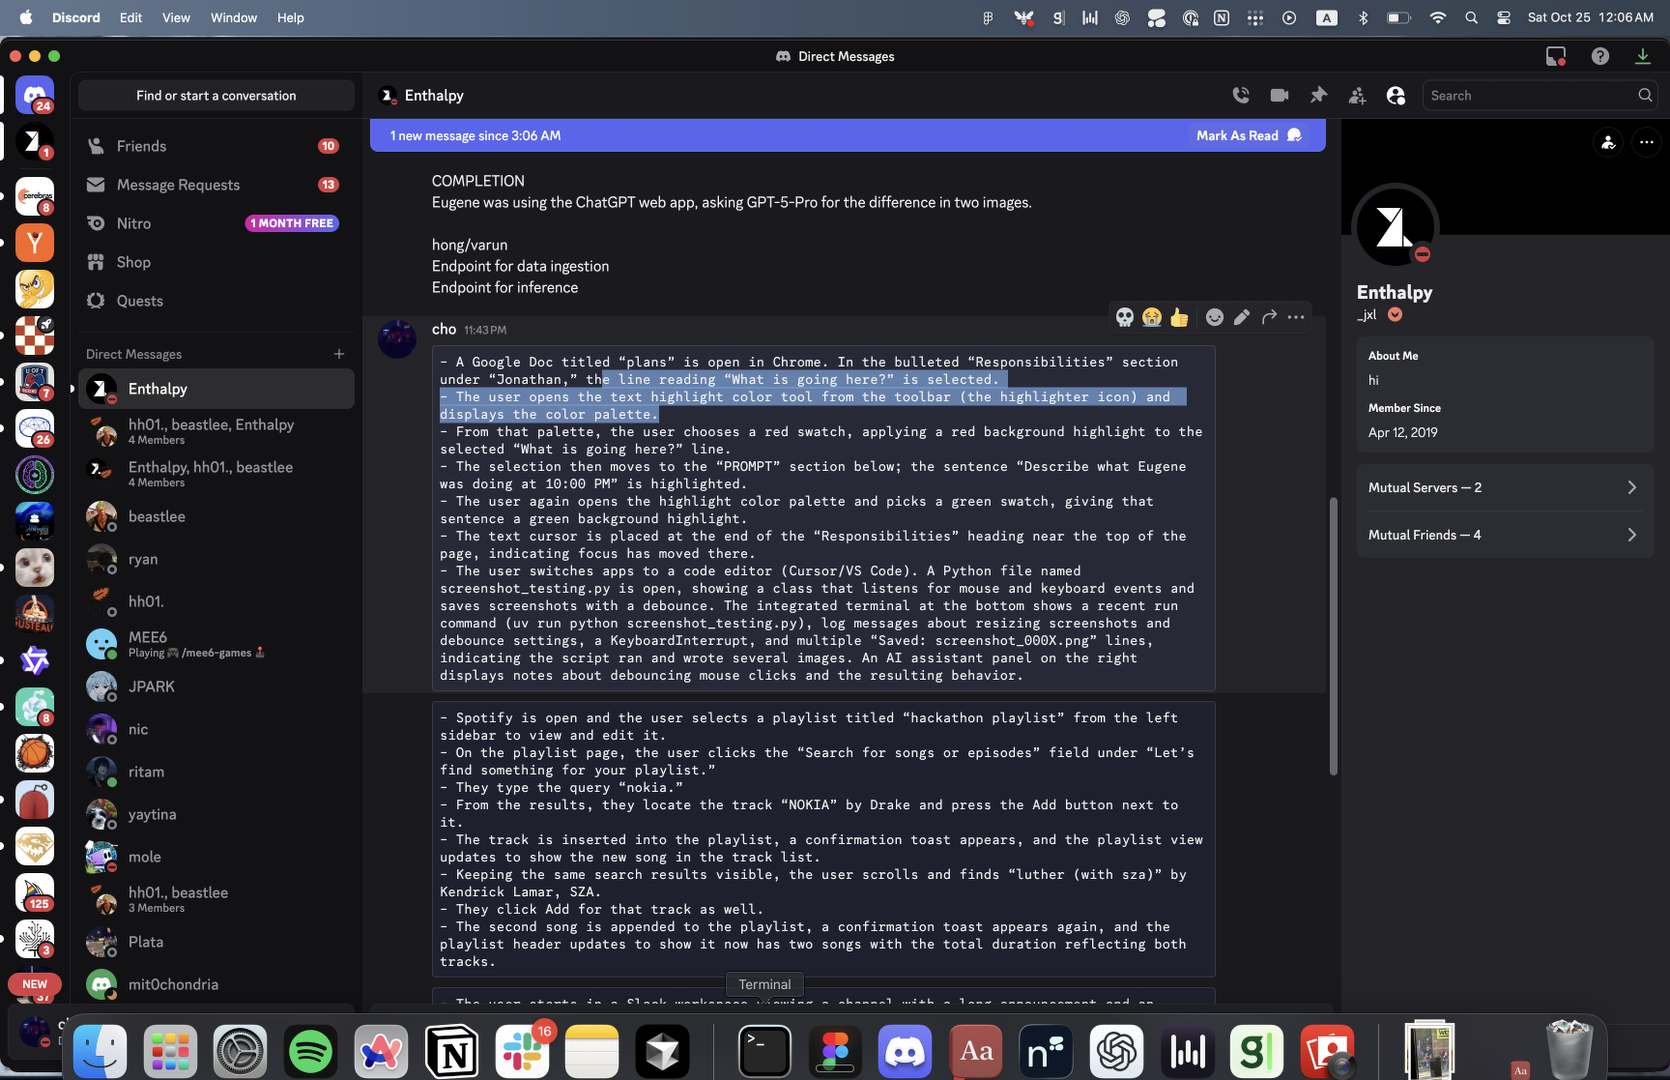 Discord Edit View Window Help
Sat Oct 25 12:06 AM
Direct Messages
24
1
8
7
26
8
125
3
NEW
37
Find or start a conversation
Friends 10
Message Requests 13
Nitro 1 MONTH FREE
Shop
Quests
Direct Messages
Enthalpy
hh01., beastlee, Enthalpy
4 Members
Enthalpy, hh01., beastlee
4 Members
beastlee
ryan
hh01.
MEE6
Playing /mee6-games
JPARK
nic
ritam
yaytina
mole
hh01., beastlee
3 Members
Plata
mit0chondria
Enthalpy
Search
1 new message since 3:06 AM Mark As Read
COMPLETION
Eugene was using the ChatGPT web app, asking GPT-5-Pro for the difference in two images.
hong/varun
Endpoint for data ingestion
Endpoint for inference
cho 11:43 PM
- A Google Doc titled “plans” is open in Chrome. In the bulleted “Responsibilities” section
under “Jonathan,” the line reading “What is going here?” is selected.
- The user opens the text highlight color tool from the toolbar (the highlighter icon) and
displays the color palette.
- From that palette, the user chooses a red swatch, applying a red background highlight to the
selected “What is going here?” line.
- The selection then moves to the “PROMPT” section below; the sentence “Describe what Eugene
was doing at 10:00 PM” is highlighted.
- The user again opens the highlight color palette and picks a green swatch, giving that
sentence a green background highlight.
- The text cursor is placed at the end of the “Responsibilities” heading near the top of the
page, indicating focus has moved there.
- The user switches apps to a code editor (Cursor/VS Code). A Python file named
screenshot_testing.py is open, showing a class that listens for mouse and keyboard events and
saves screenshots with a debounce. The integrated terminal at the bottom shows a recent run
command (uv run python screenshot_testing.py), log messages about resizing screenshots and
debounce settings, a KeyboardInterrupt, and multiple “Saved: screenshot_000X.png” lines,
indicating the script ran and wrote several images. An AI assistant panel on the right
displays notes about debouncing mouse clicks and the resulting behavior.
- Spotify is open and the user selects a playlist titled “hackathon playlist” from the left
sidebar to view and edit it.
- On the playlist page, the user clicks the “Search for songs or episodes” field under “Let’s
find something for your playlist.”
- They type the query “nokia.”
- From the results, they locate the track “NOKIA” by Drake and press the Add button next to
it.
- The track is inserted into the playlist, a confirmation toast appears, and the playlist view
updates to show the new song in the track list.
- Keeping the same search results visible, the user scrolls and finds “luther (with sza)” by
Kendrick Lamar, SZA.
- They click Add for that track as well.
- The second song is appended to the playlist, a confirmation toast appears again, and the
playlist header updates to show it now has two songs with the total duration reflecting both
tracks.
- The user starts in a Slack workspace viewing a channel with a long announcement and an
Terminal
Enthalpy
_jxl
About Me
hi
Member Since
Apr 12, 2019
Mutual Servers — 2
Mutual Friends — 4
16